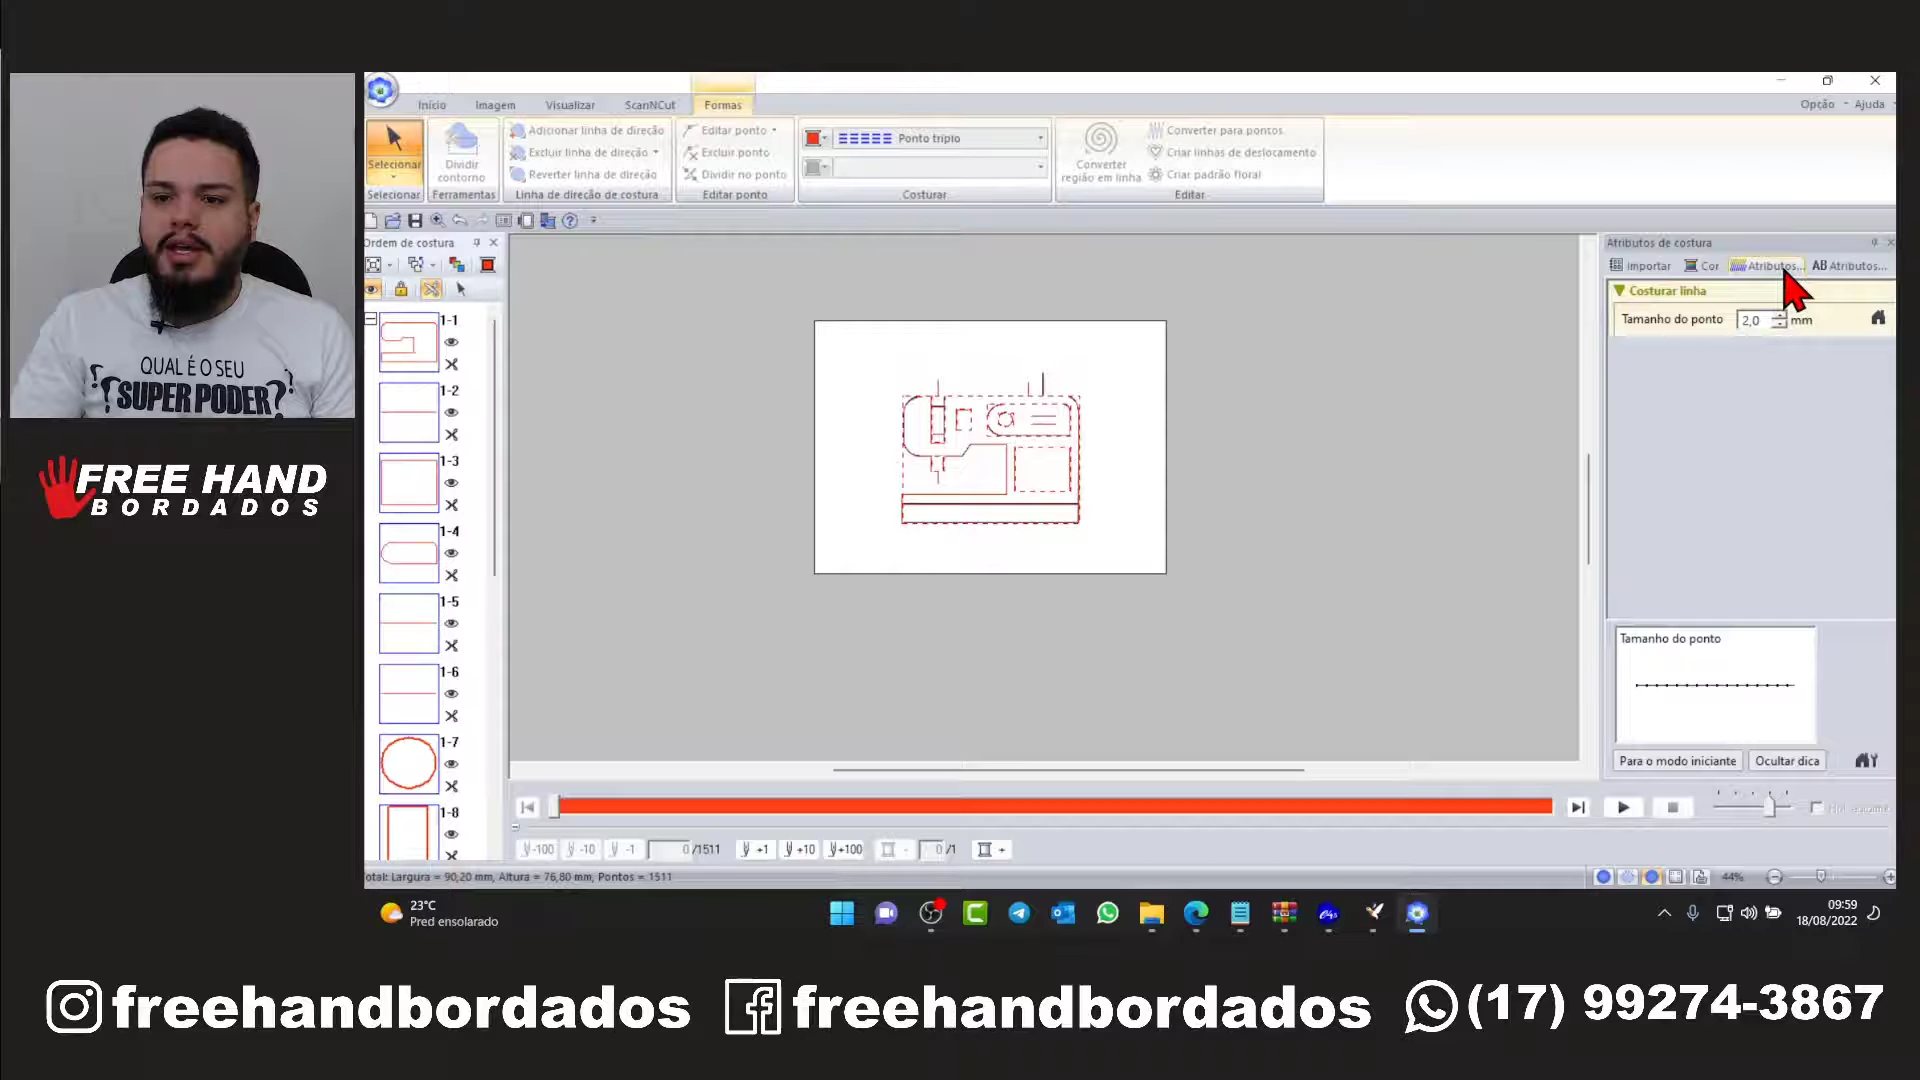 QUAL É O SEU
SUPER PODER?
FREE HAND
BORDADOS
Início
Imagem
Visualizar
ScanNCut
Formas
Opção
Ajuda
Selecionar
Selecionar
Dividir
contorno
Ferramentas
Adicionar linha de direção
Excluir linha de direção
Reverter linha de direção
Linha de direção de costura
Editar ponto
Excluir ponto
Dividir no ponto
Editar ponto
Ponto triplo
Costurar
Converter
região em linha
Converter para pontos
Criar linhas de deslocamento
Criar padrão floral
Editar
Ordem de costura
1-1
1-2
1-3
1-4
1-5
1-6
1-7
1-8
Atributos de costura
Importar
Cor
Atributos...
AB Atributos...
Costurar linha
Tamanho do ponto 2,0 mm
Tamanho do ponto
Para o modo iniciante
Ocultar dica
-100
-10
-1
0/1511
+1
+10
+100
-
0/1
+
otal: Largura = 90,20 mm, Altura = 76,80 mm, Pontos = 1511
44%
23°C
Pred ensolarado
09:59
18/08/2022
freehandbordados
freehandbordados
(17) 99274-3867